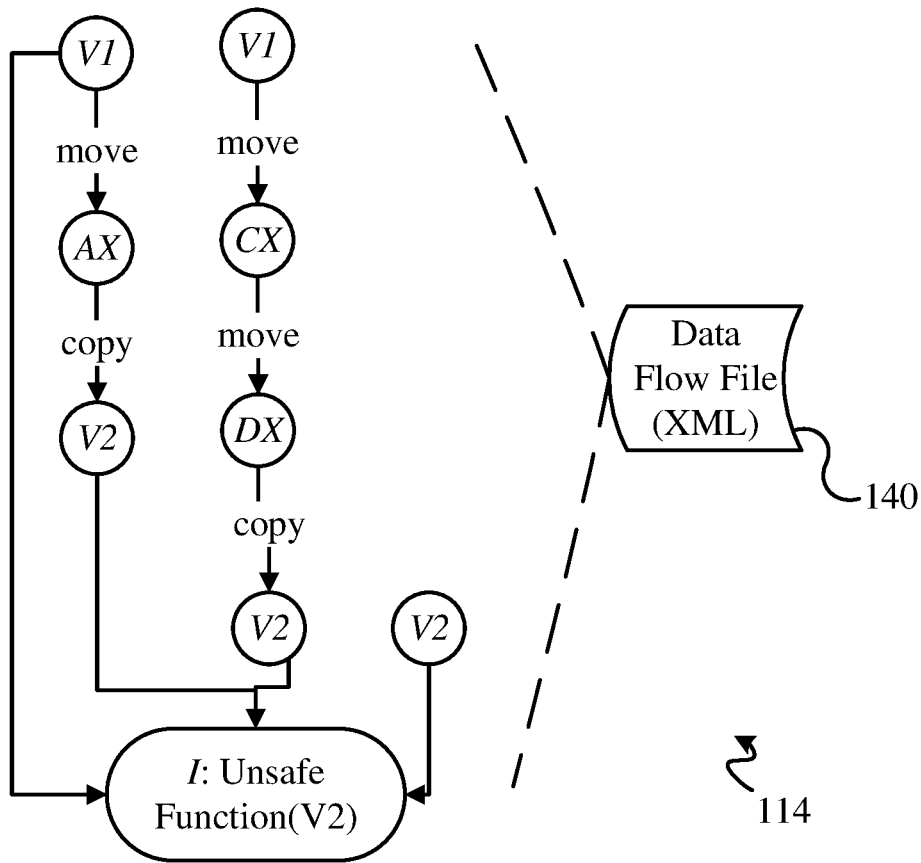 V1
V1
move
move
AX
CX
copy
move
V2
DX
copy
V2
V2
I: Unsafe
Function(V2)
Data
Flow File
(XML)
140
114